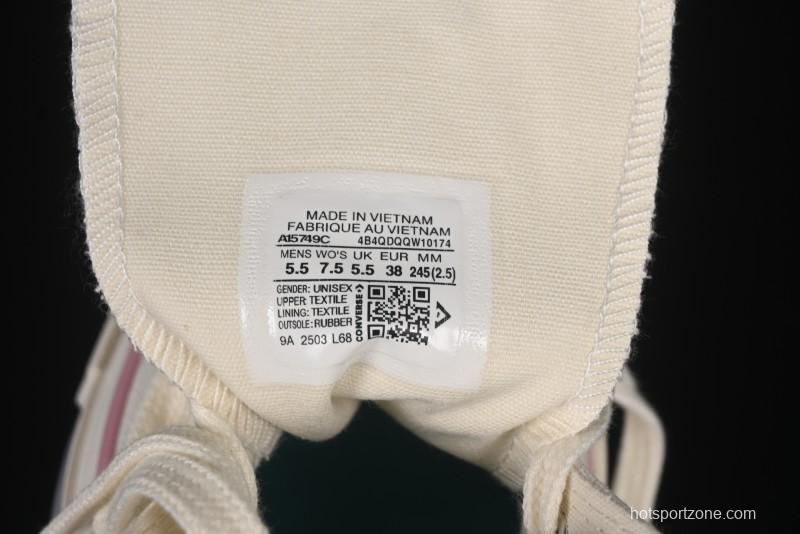 MADE IN VIETNAM
FABRIQUE AU VIETNAM
A15749C 4B4QDQQW10174
MENS WO'S UK EUR MM
5.5 7.5 5.5 38 245(2.5)
GENDER: UNISEX
UPPER: TEXTILE
LINING: TEXTILE
OUTSOLE: RUBBER
9A 2503 L68
CONVERSE
hotsportzone.com